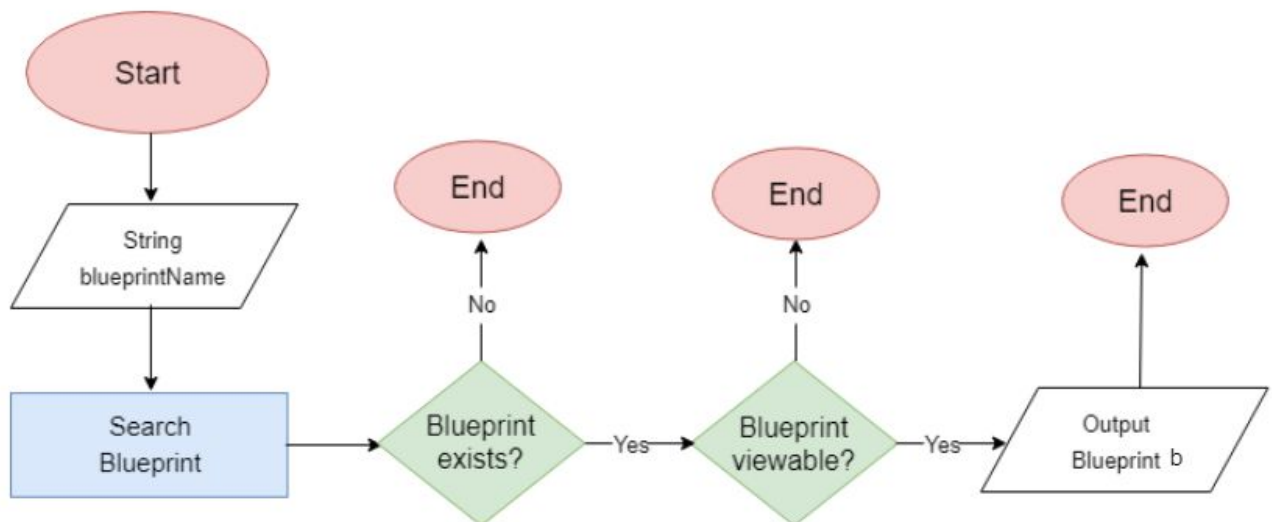 Start
String
blueprintName
Search
Blueprint
Blueprint
exists?
No
End
Yes
Blueprint
viewable?
No
End
Yes
Output
Blueprint b
End